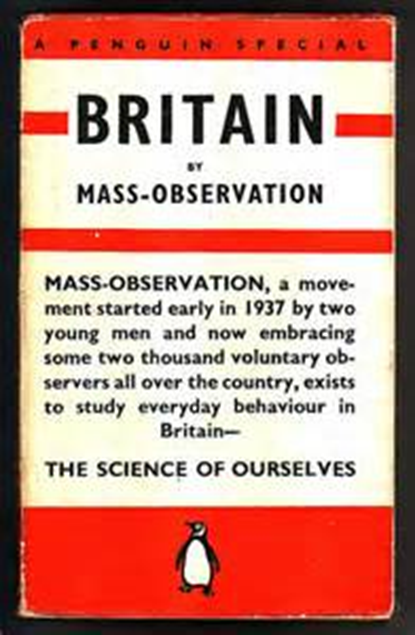 A PENGUIN SPECIAL
BRITAIN
BY
MASS-OBSERVATION
MASS-OBSERVATION, a move-
ment started early in 1937 by two
young men and now embracing
some two thousand voluntary ob-
servers all over the country, exists
to study everyday behaviour in
Britain—
THE SCIENCE OF OURSELVES